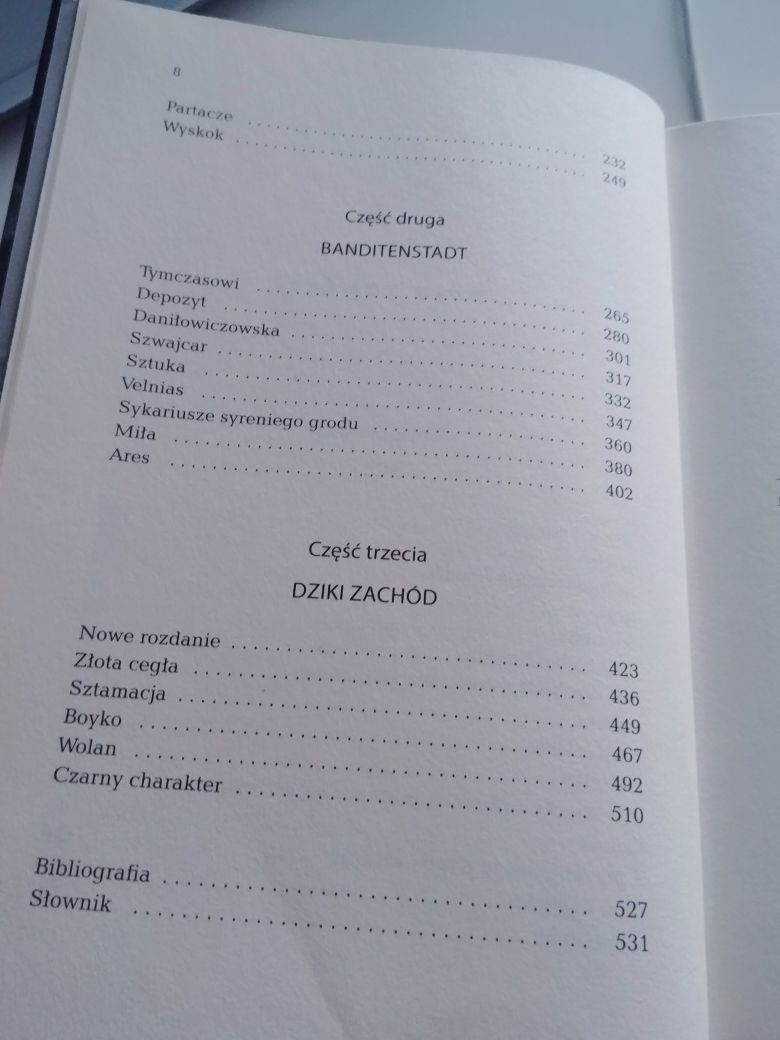 8
Partacze 232
Wyskok 249
Część druga
BANDITENSTADT
Tymczasowi 265
Depozyt 280
Daniłowiczowska 301
Szwajcar 317
Sztuka 332
Velnias 347
Sykariusze syreniego grodu 360
Miła 380
Ares 402
Część trzecia
DZIKI ZACHÓD
Nowe rozdanie 423
Złota cegła 436
Sztamacja 449
Boyko 467
Wolan 492
Czarny charakter 510
Bibliografia 527
Słownik 531